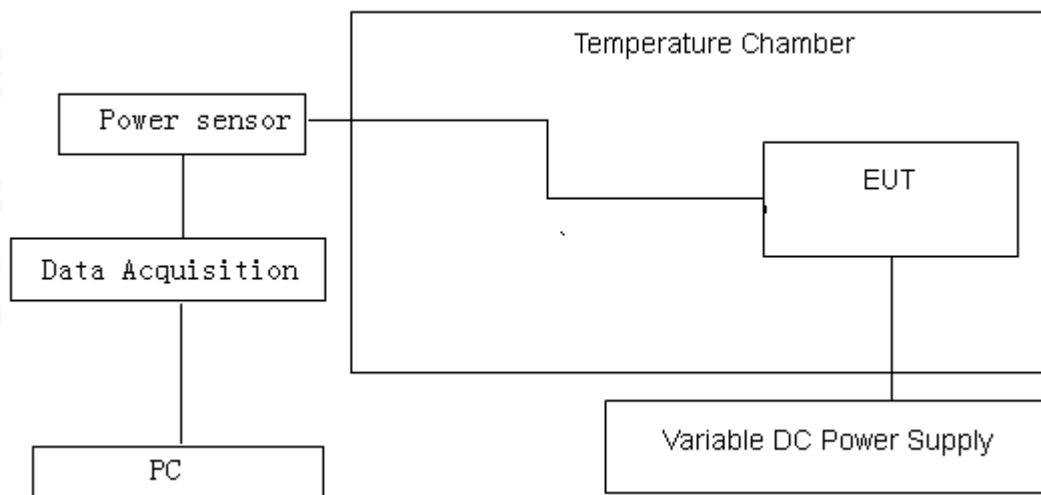 Temperature Chamber
Power sensor
EUT
Data Acquisition
Variable DC Power Supply
PC